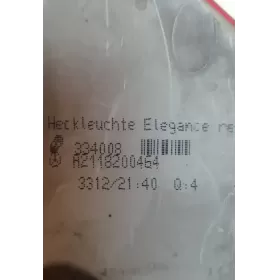 Heckleuchte Elegance re
334008
A2118200464
3312/21:40 Q:4